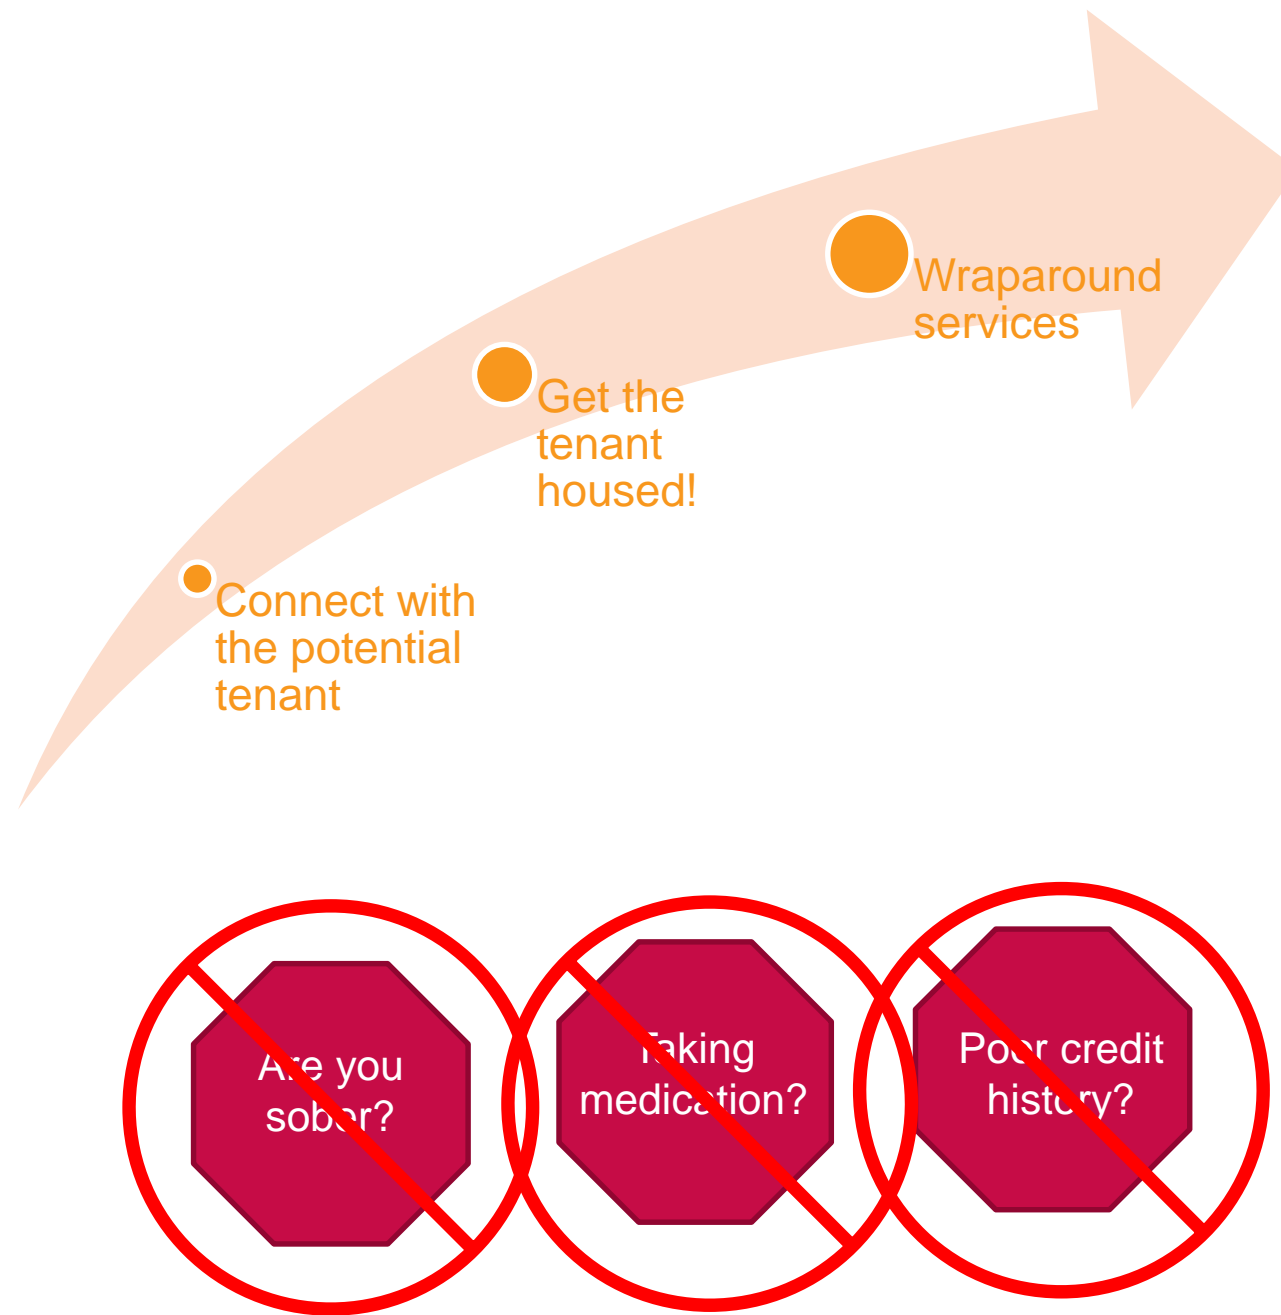 Wraparound
services
Get the
tenant
housed!
Connect with
the potential
tenant
Are you
sober?
Taking
medication?
Poor credit
history?